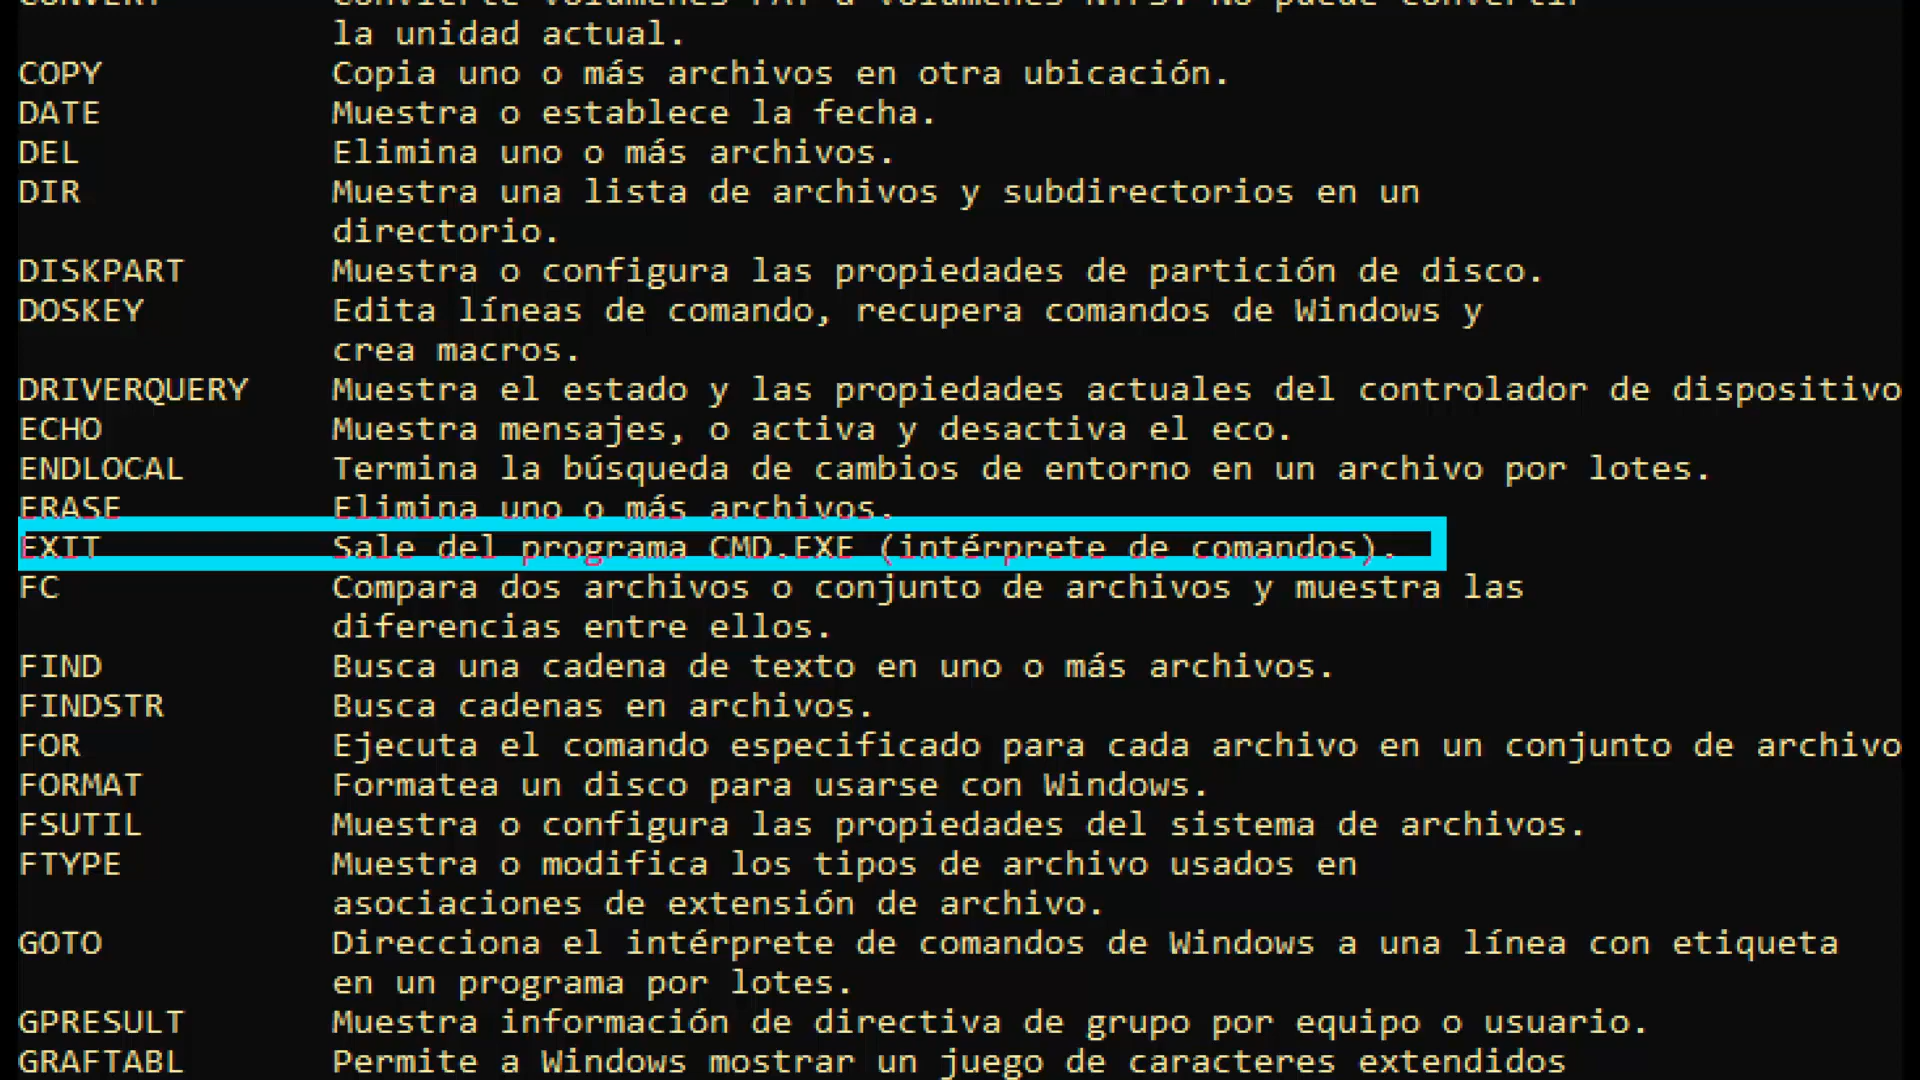 CONVERT Convierte volúmenes FAT a volúmenes NTFS. No puede convertir
la unidad actual.
COPY Copia uno o más archivos en otra ubicación.
DATE Muestra o establece la fecha.
DEL Elimina uno o más archivos.
DIR Muestra una lista de archivos y subdirectorios en un
directorio.
DISKPART Muestra o configura las propiedades de partición de disco.
DOSKEY Edita líneas de comando, recupera comandos de Windows y
crea macros.
DRIVERQUERY Muestra el estado y las propiedades actuales del controlador de dispositivo
ECHO Muestra mensajes, o activa y desactiva el eco.
ENDLOCAL Termina la búsqueda de cambios de entorno en un archivo por lotes.
ERASE Elimina uno o más archivos.
EXIT Sale del programa CMD.EXE (intérprete de comandos).
FC Compara dos archivos o conjunto de archivos y muestra las
diferencias entre ellos.
FIND Busca una cadena de texto en uno o más archivos.
FINDSTR Busca cadenas en archivos.
FOR Ejecuta el comando especificado para cada archivo en un conjunto de archivo
FORMAT Formatea un disco para usarse con Windows.
FSUTIL Muestra o configura las propiedades del sistema de archivos.
FTYPE Muestra o modifica los tipos de archivo usados en
asociaciones de extensión de archivo.
GOTO Direcciona el intérprete de comandos de Windows a una línea con etiqueta
en un programa por lotes.
GPRESULT Muestra información de directiva de grupo por equipo o usuario.
GRAFTABL Permite a Windows mostrar un juego de caracteres extendidos